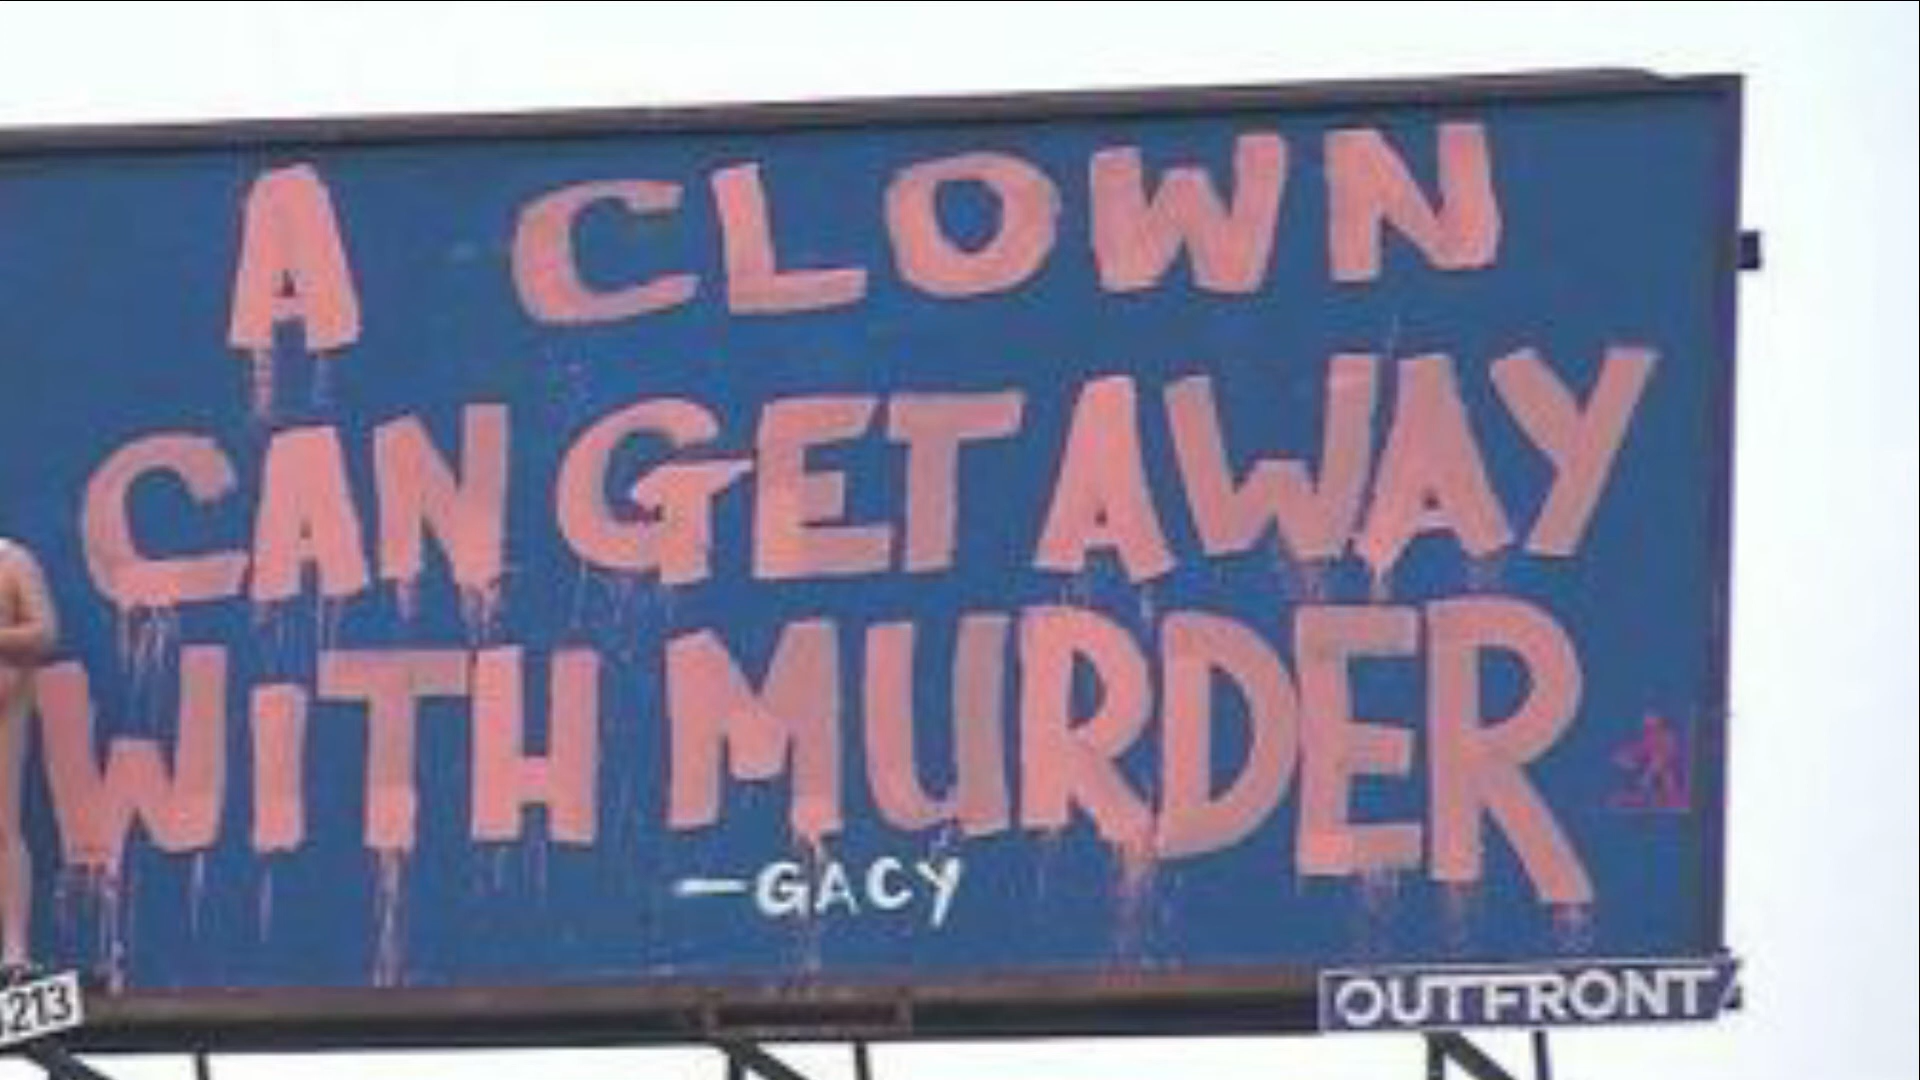 A CLOWN
CAN GET AWAY
WITH MURDER
—GACY
213
OUTFRONT/